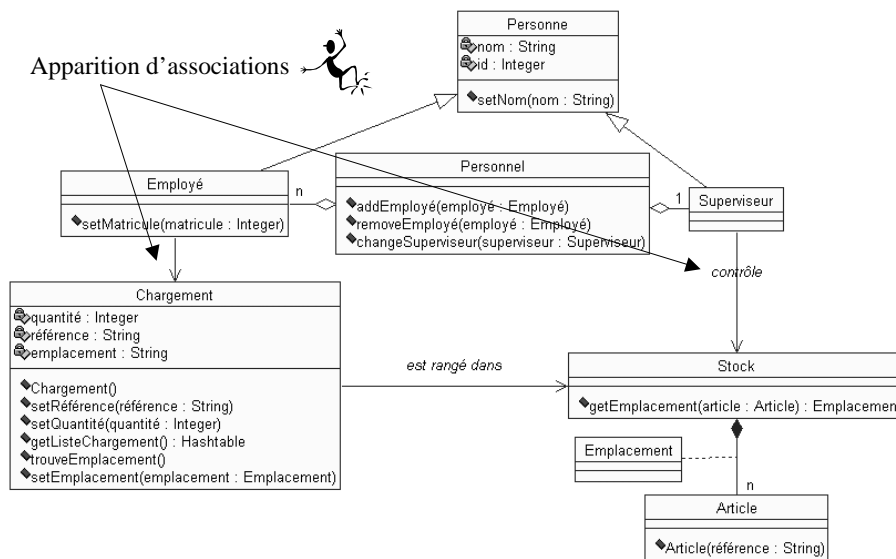 Personne
nom : String
id : Integer
setNom(nom : String)
Apparition d’associations
Employé
setMatricule(matricule : Integer)
n
Personnel
addEmployé(employé : Employé)
removeEmployé(employé : Employé)
changeSuperviseur(superviseur : Superviseur)
1
Superviseur
contrôle
Chargement
quantité : Integer
référence : String
emplacement : String
Chargement()
setRéférence(référence : String)
setQuantité(quantité : Integer)
getListeChargement() : Hashtable
trouveEmplacement()
setEmplacement(emplacement : Emplacement)
est rangé dans
Stock
getEmplacement(article : Article) : Emplacement
Emplacement
n
Article
Article(référence : String)